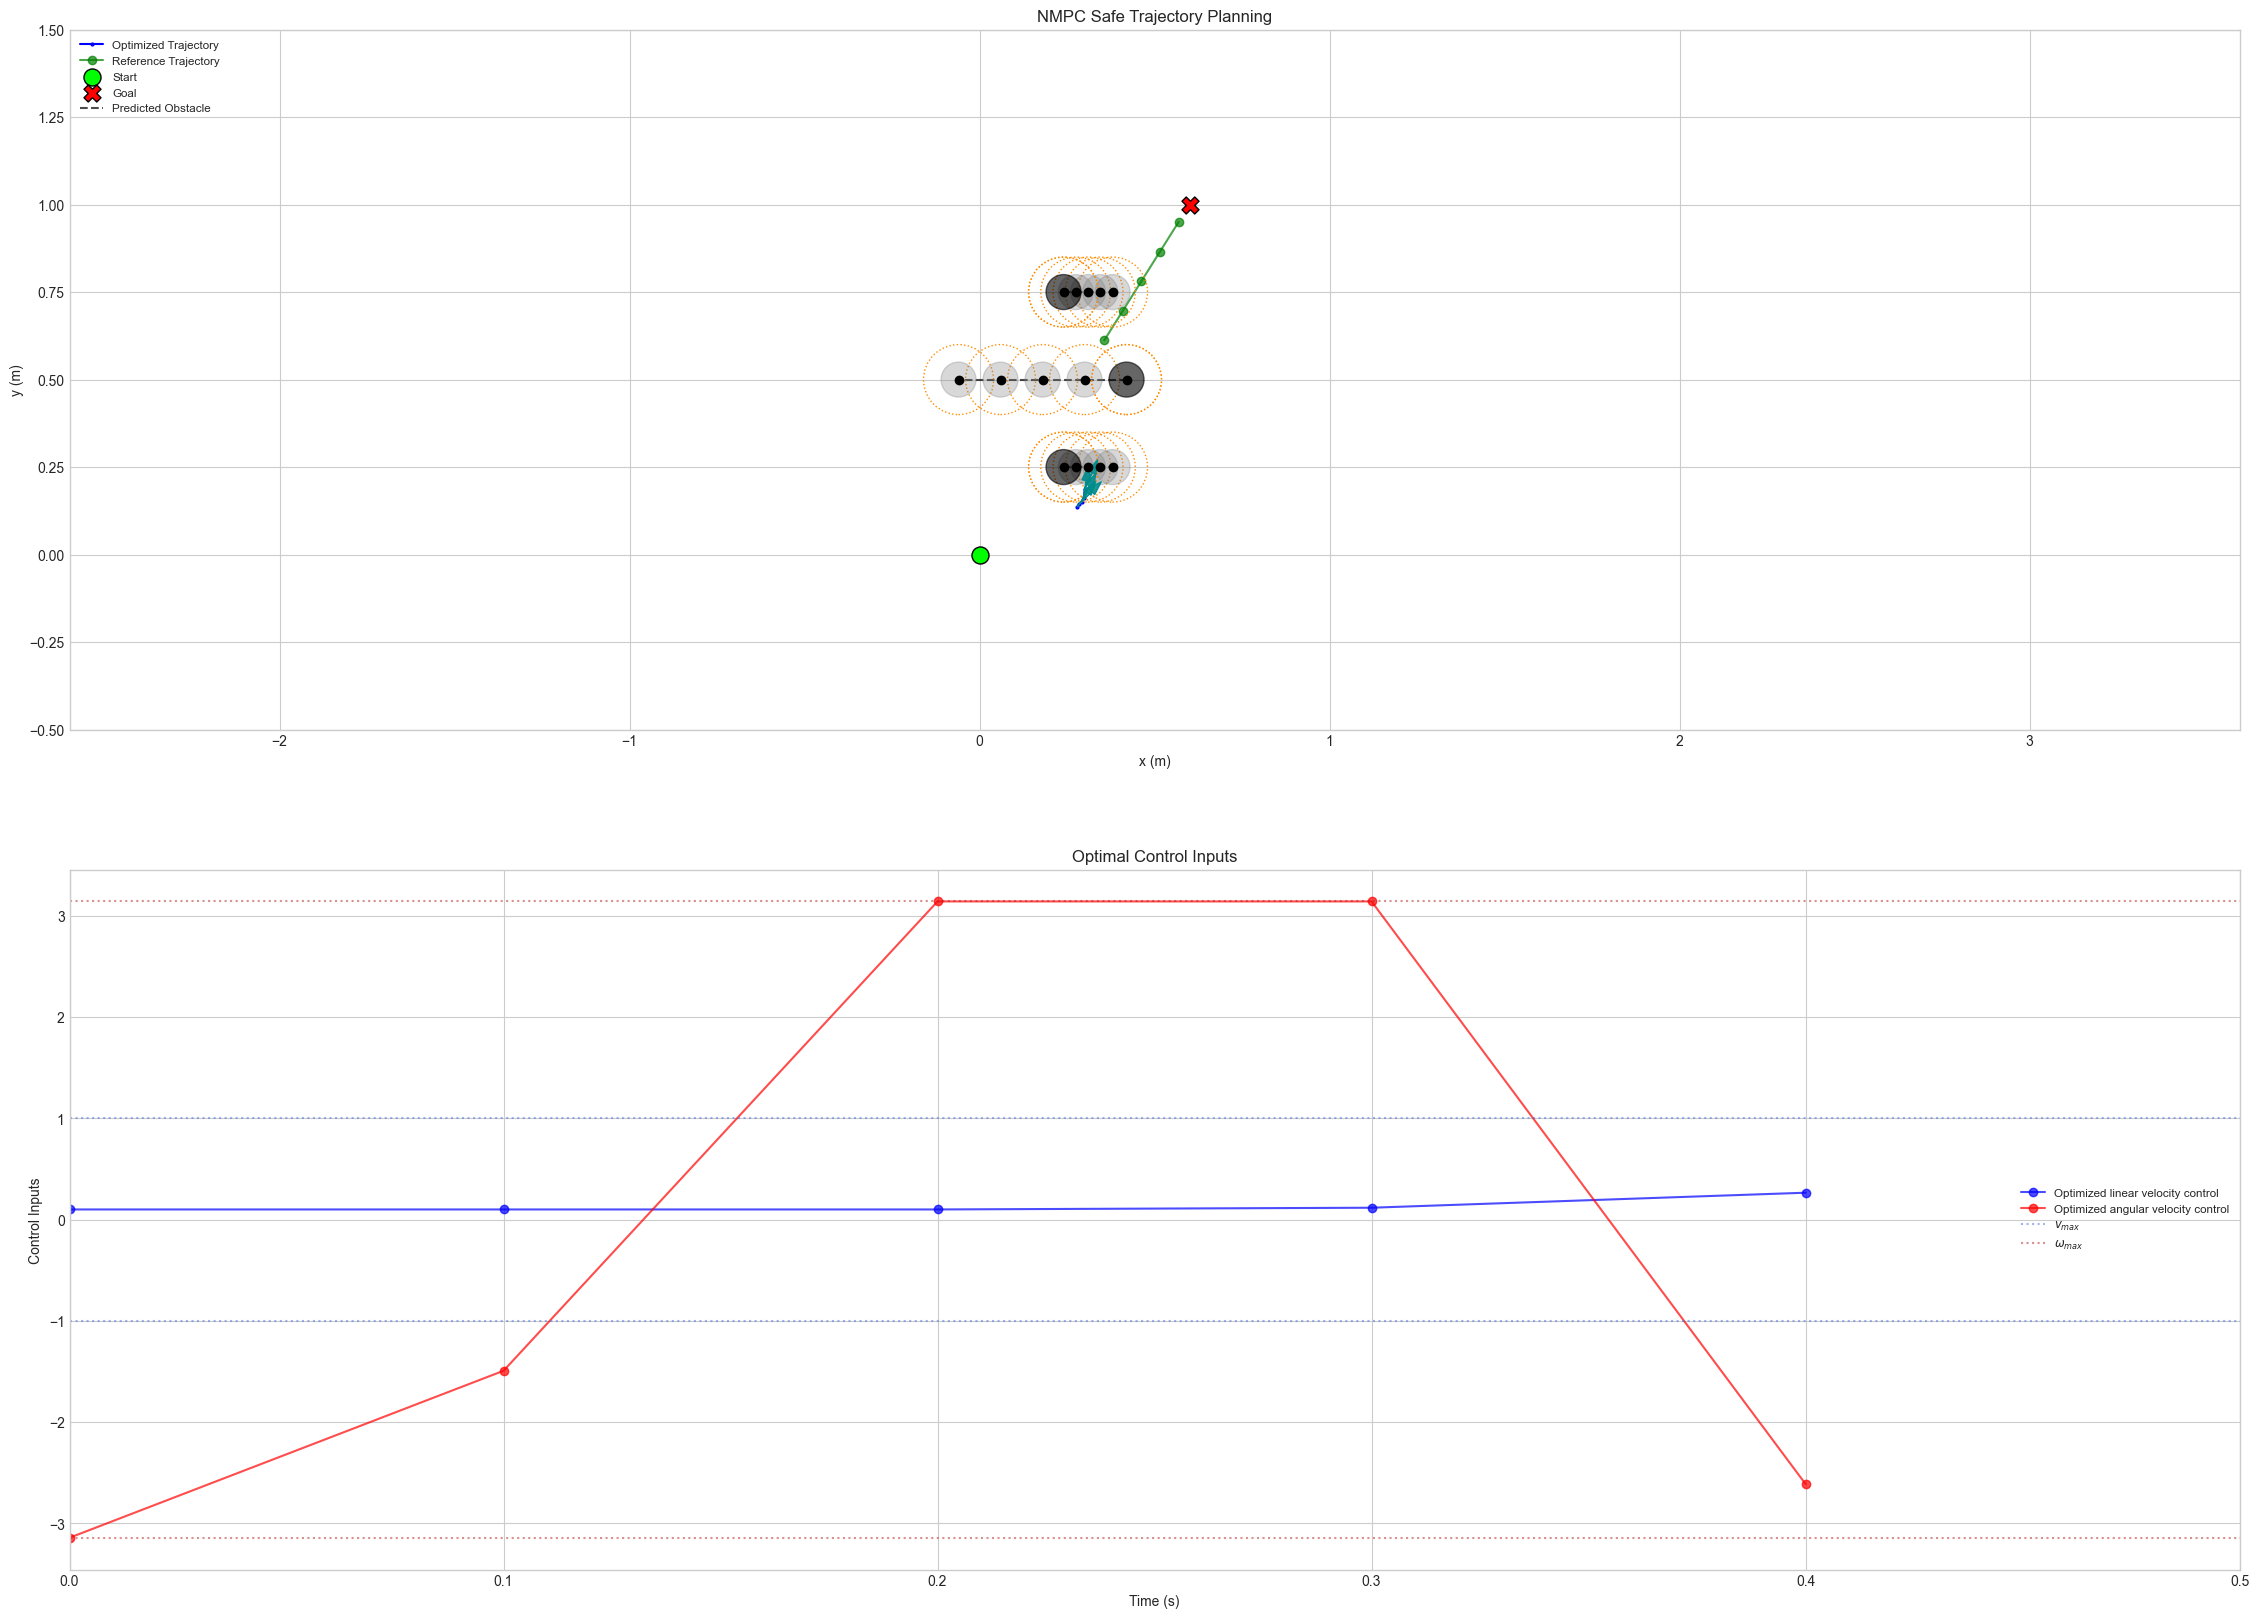 NMPC Safe Trajectory Planning
Optimized Trajectory
Reference Trajectory
Start
Goal
Predicted Obstacle
1.50
1.25
1.00
0.75
0.50
0.25
0.00
−0.25
−0.50
y (m)
−2
−1
0
1
2
3
x (m)
Optimal Control Inputs
3
2
1
0
−1
−2
−3
Control Inputs
Optimized linear velocity control
Optimized angular velocity control
v_max
ω_max
0.0
0.1
0.2
0.3
0.4
0.5
Time (s)